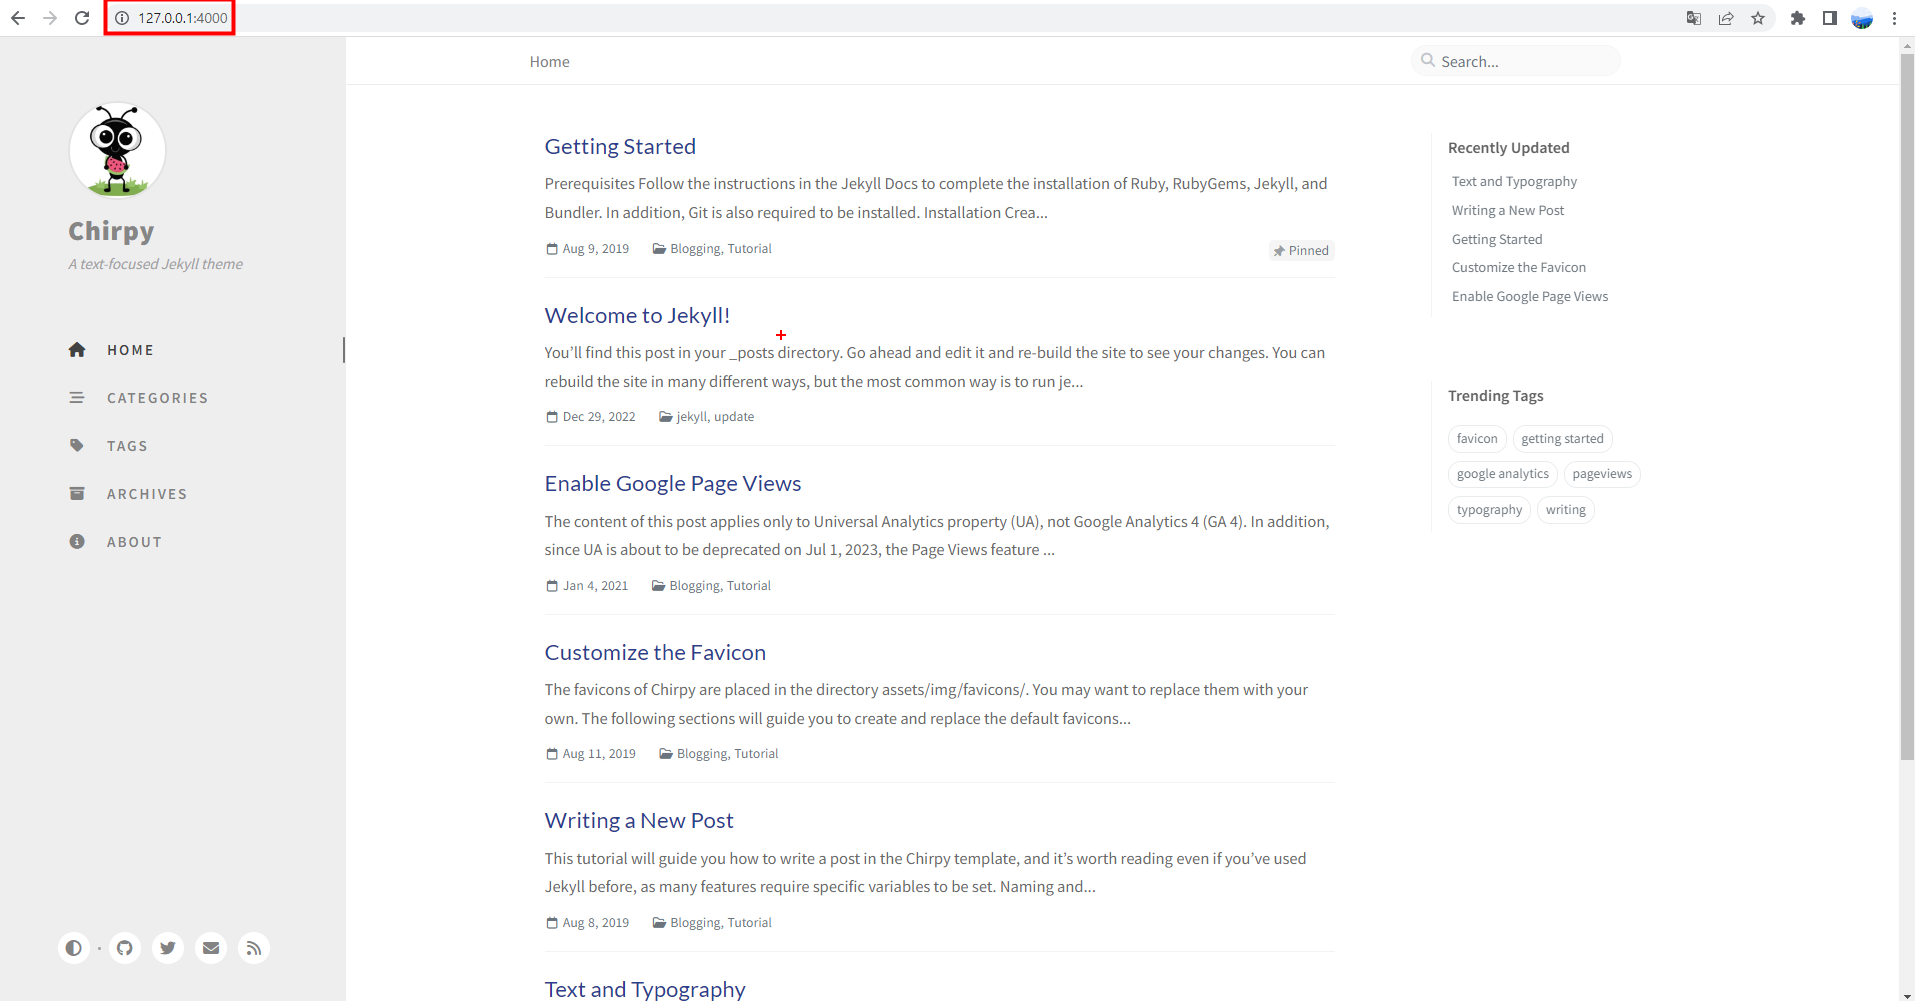 127.0.0.1:4000
Home
Search...
Chirpy
A text-focused Jekyll theme
HOME
CATEGORIES
TAGS
ARCHIVES
ABOUT
Getting Started
Prerequisites Follow the instructions in the Jekyll Docs to complete the installation of Ruby, RubyGems, Jekyll, and
Bundler. In addition, Git is also required to be installed. Installation Crea...
Aug 9, 2019 Blogging, Tutorial Pinned
Welcome to Jekyll!
You’ll find this post in your _posts directory. Go ahead and edit it and re-build the site to see your changes. You can
rebuild the site in many different ways, but the most common way is to run je...
Dec 29, 2022 jekyll, update
Enable Google Page Views
The content of this post applies only to Universal Analytics property (UA), not Google Analytics 4 (GA 4). In addition,
since UA is about to be deprecated on Jul 1, 2023, the Page Views feature ...
Jan 4, 2021 Blogging, Tutorial
Customize the Favicon
The favicons of Chirpy are placed in the directory assets/img/favicons/. You may want to replace them with your
own. The following sections will guide you to create and replace the default favicons...
Aug 11, 2019 Blogging, Tutorial
Writing a New Post
This tutorial will guide you how to write a post in the Chirpy template, and it’s worth reading even if you’ve used
Jekyll before, as many features require specific variables to be set. Naming and...
Aug 8, 2019 Blogging, Tutorial
Text and Typography
Recently Updated
Text and Typography
Writing a New Post
Getting Started
Customize the Favicon
Enable Google Page Views
Trending Tags
favicon getting started
google analytics pageviews
typography writing